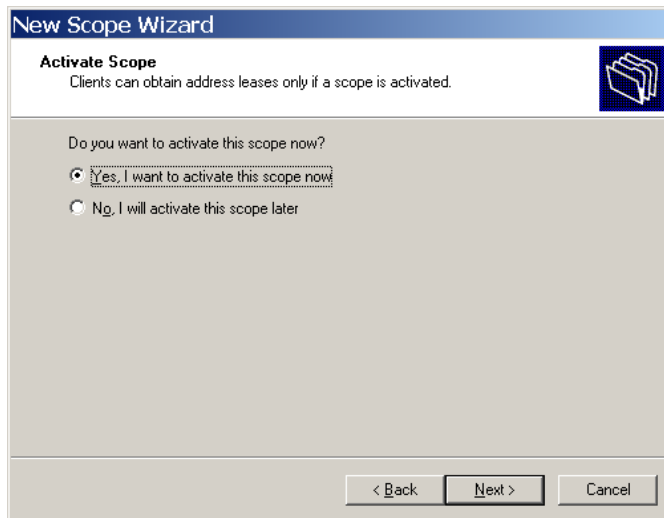 New Scope Wizard
Activate Scope
Clients can obtain address leases only if a scope is activated.
Do you want to activate this scope now?
Yes, I want to activate this scope now
No, I will activate this scope later
< Back
Next >
Cancel